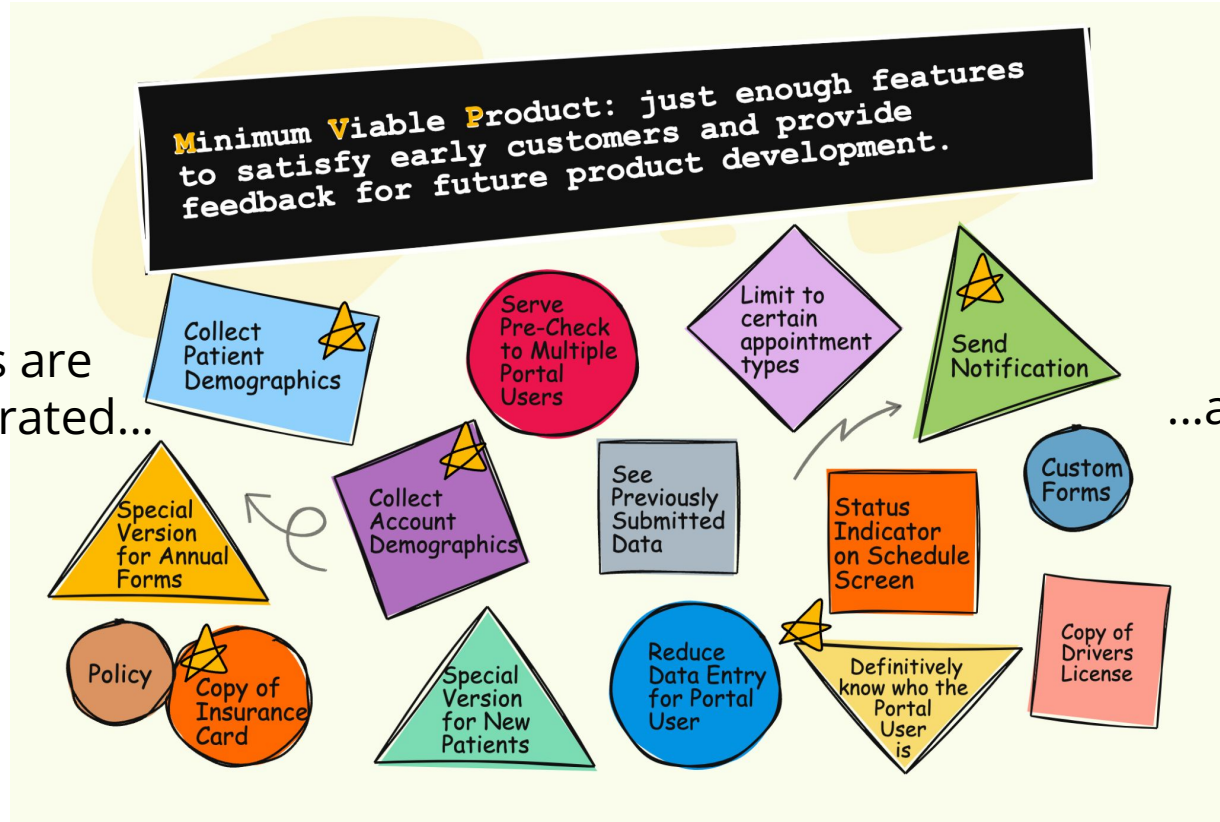 Minimum Viable Product: just enough features
to satisfy early customers and provide
feedback for future product development.
Collect
Patient
Demographics
Serve
Pre-Check
to Multiple
Portal
Users
Limit to
certain
appointment
types
Send
Notification
s are
rated...
...a
Special
Version
for Annual
Forms
Collect
Account
Demographics
See
Previously
Submitted
Data
Status
Indicator
on Schedule
Screen
Custom
Forms
Policy
Copy of
Insurance
Card
Special
Version
for New
Patients
Reduce
Data Entry
for Portal
User
Definitively
know who the
Portal
User
is
Copy of
Drivers
License